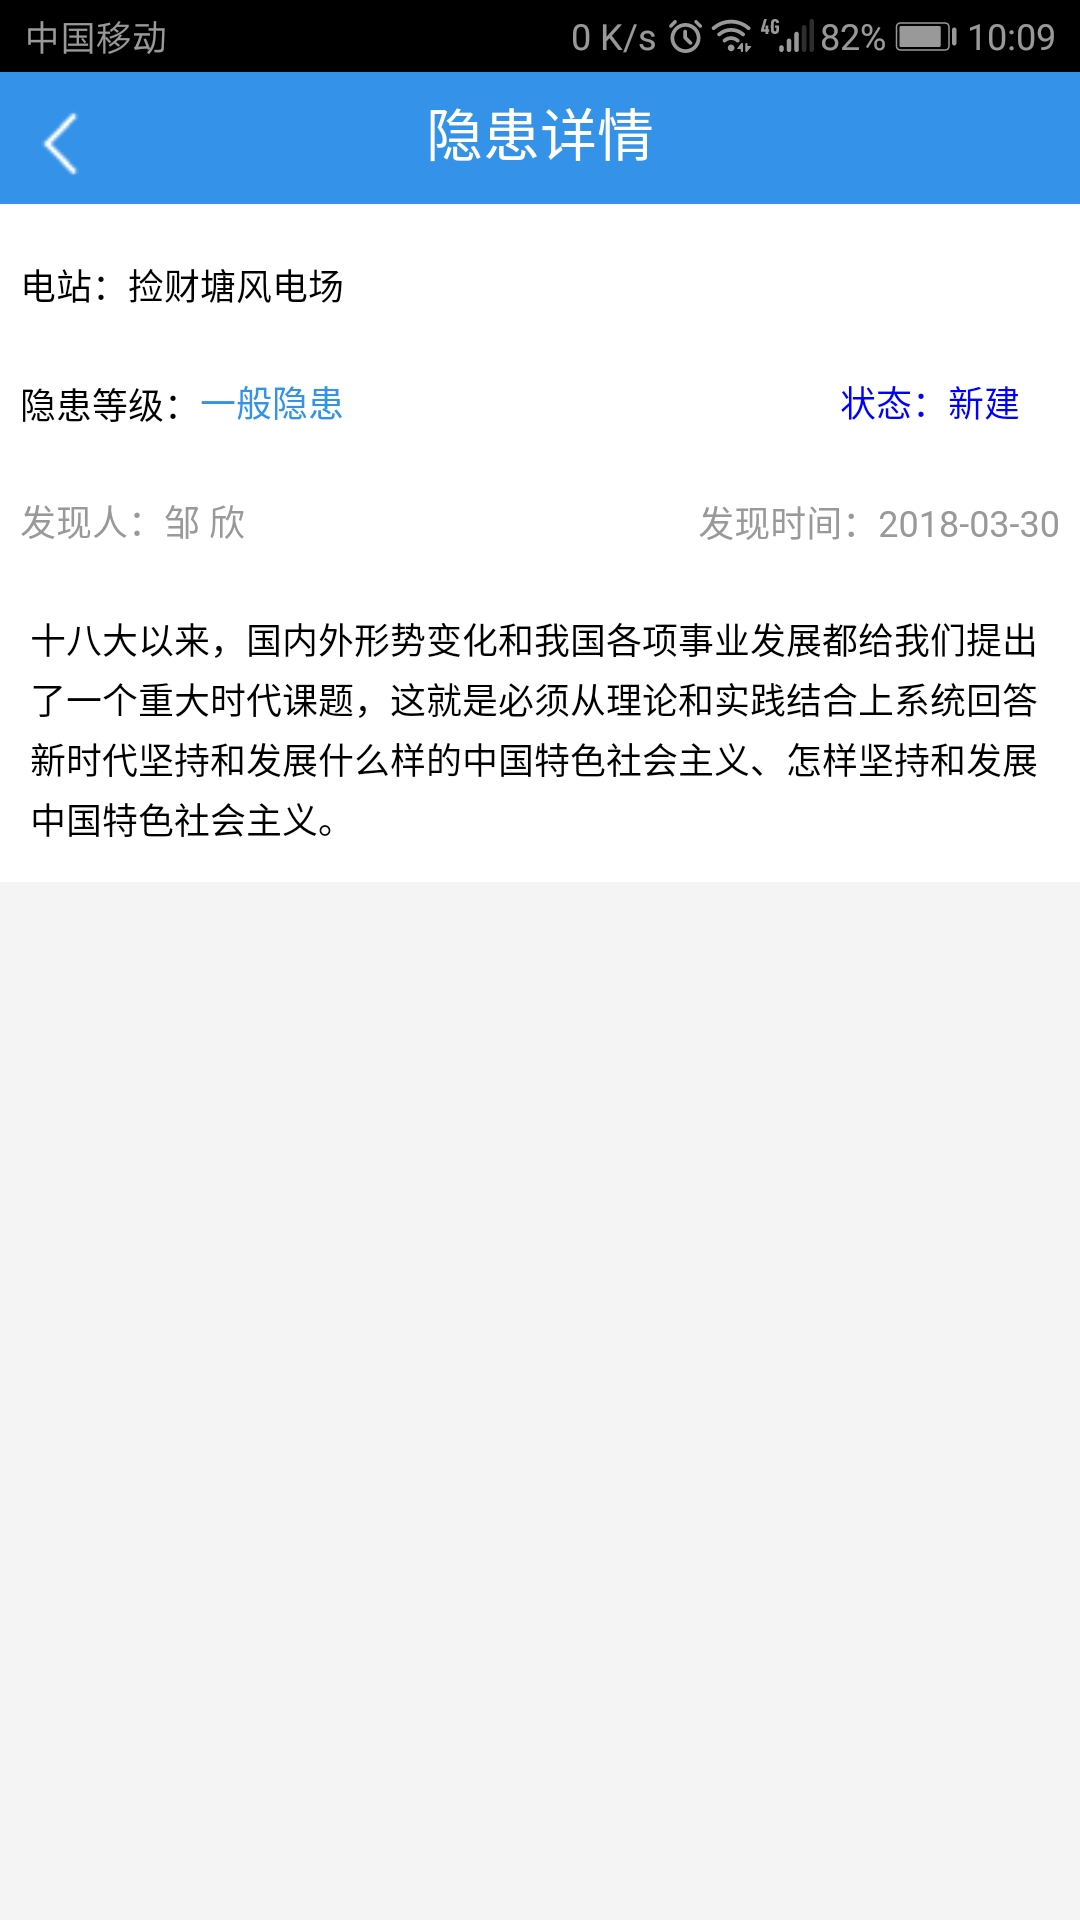 中国移动 0 K/s 4G 82% 10:09
隐患详情
电站：捡财塘风电场
隐患等级：一般隐患 状态：新建
发现人：邹 欣 发现时间：2018-03-30
十八大以来，国内外形势变化和我国各项事业发展都给我们提出
了一个重大时代课题，这就是必须从理论和实践结合上系统回答
新时代坚持和发展什么样的中国特色社会主义、怎样坚持和发展
中国特色社会主义。